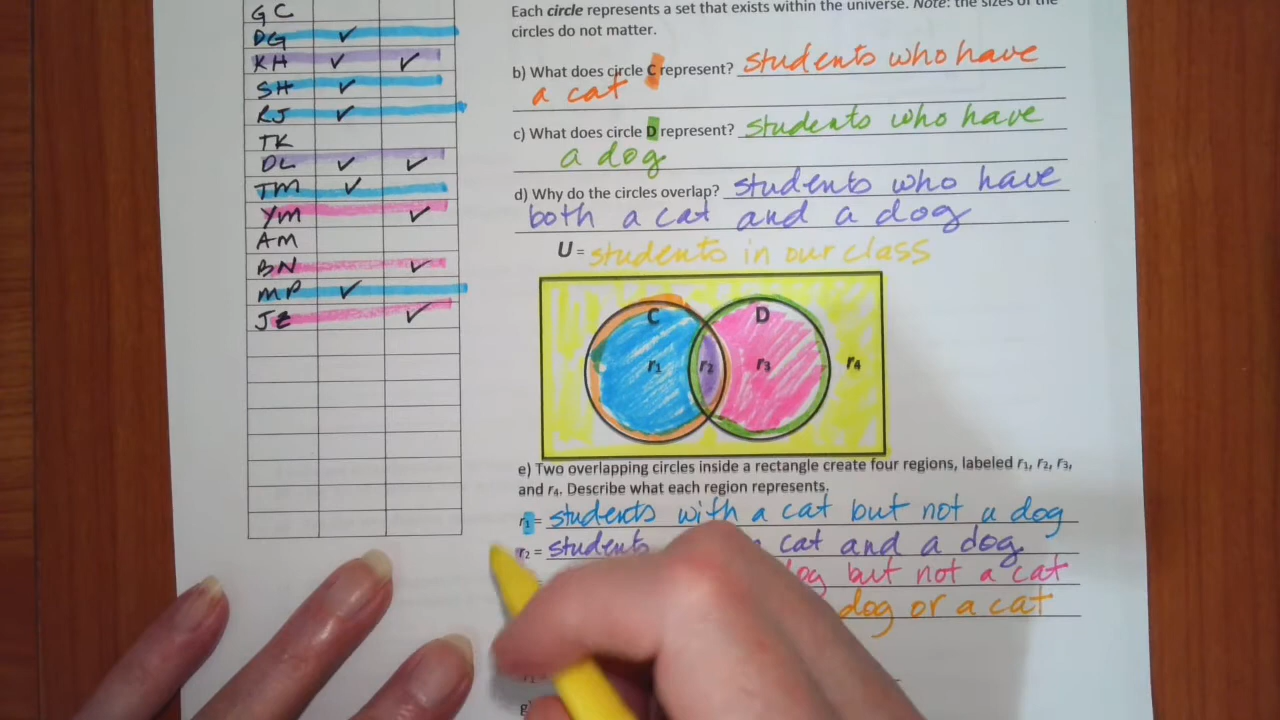 GC
DG ✓
KH ✓ ✓
SH ✓
RJ ✓
TK
DL ✓ ✓
TM ✓
YM ✓
AM
BN ✓
MP ✓
JZ ✓
Each circle represents a set that exists within the universe. Note: the sizes of the
circles do not matter.
b) What does circle C represent? students who have
a cat
c) What does circle D represent? students who have
a dog
d) Why do the circles overlap? students who have
both a cat and a dog
U = students in our class
C D
r1 r2 r3 r4
e) Two overlapping circles inside a rectangle create four regions, labeled r1, r2, r3,
and r4. Describe what each region represents.
r1 = students with a cat but not a dog
r2 = students cat and a dog
dog but not a cat
dog or a cat